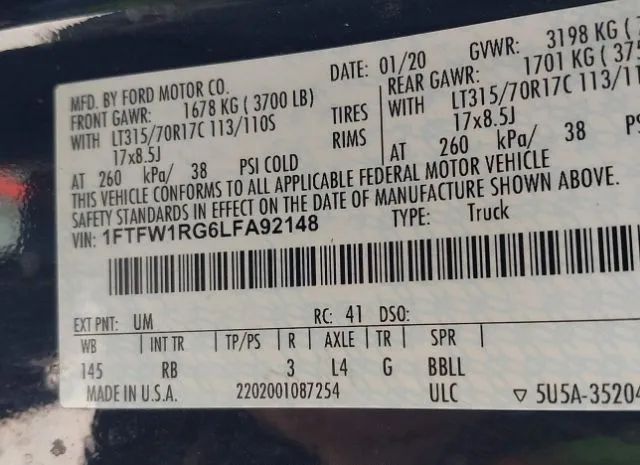 MFD. BY FORD MOTOR CO.
DATE: 01/20
GVWR: 3198 KG
FRONT GAWR: 1678 KG ( 3700 LB)
REAR GAWR: 1701 KG
WITH LT315/70R17C 113/110S TIRES
WITH LT315/70R17C
17x8.5J RIMS
17x8.5J
AT 260 kPa/ 38 PSI COLD
AT 260 kPa/ 38
THIS VEHICLE CONFORMS TO ALL APPLICABLE FEDERAL MOTOR VEHICLE
SAFETY STANDARDS IN EFFECT ON THE DATE OF MANUFACTURE SHOWN ABOVE.
VIN: 1FTFW1RG6LFA92148
TYPE: Truck
EXT PNT: UM RC: 41 DSO:
WB INT TR TP/PS R AXLE TR SPR
145 RB 3 L4 G BBLL
MADE IN U.S.A. 2202001087254 ULC ▽ 5U5A-35204